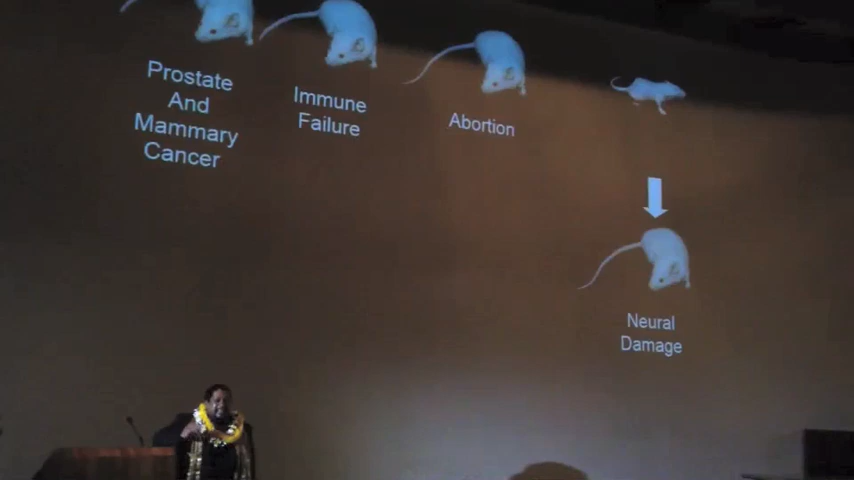 Prostate
And
Mammary
Cancer
Immune
Failure
Abortion
Neural
Damage